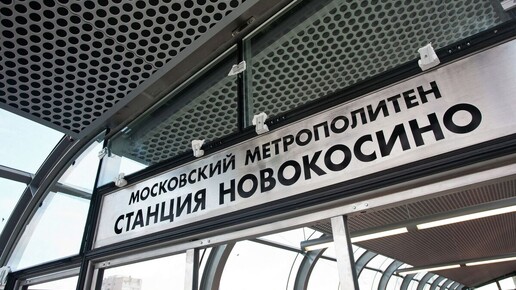 МОСКОВСКИЙ МЕТРОПОЛИТЕН
СТАНЦИЯ НОВОКОСИНО